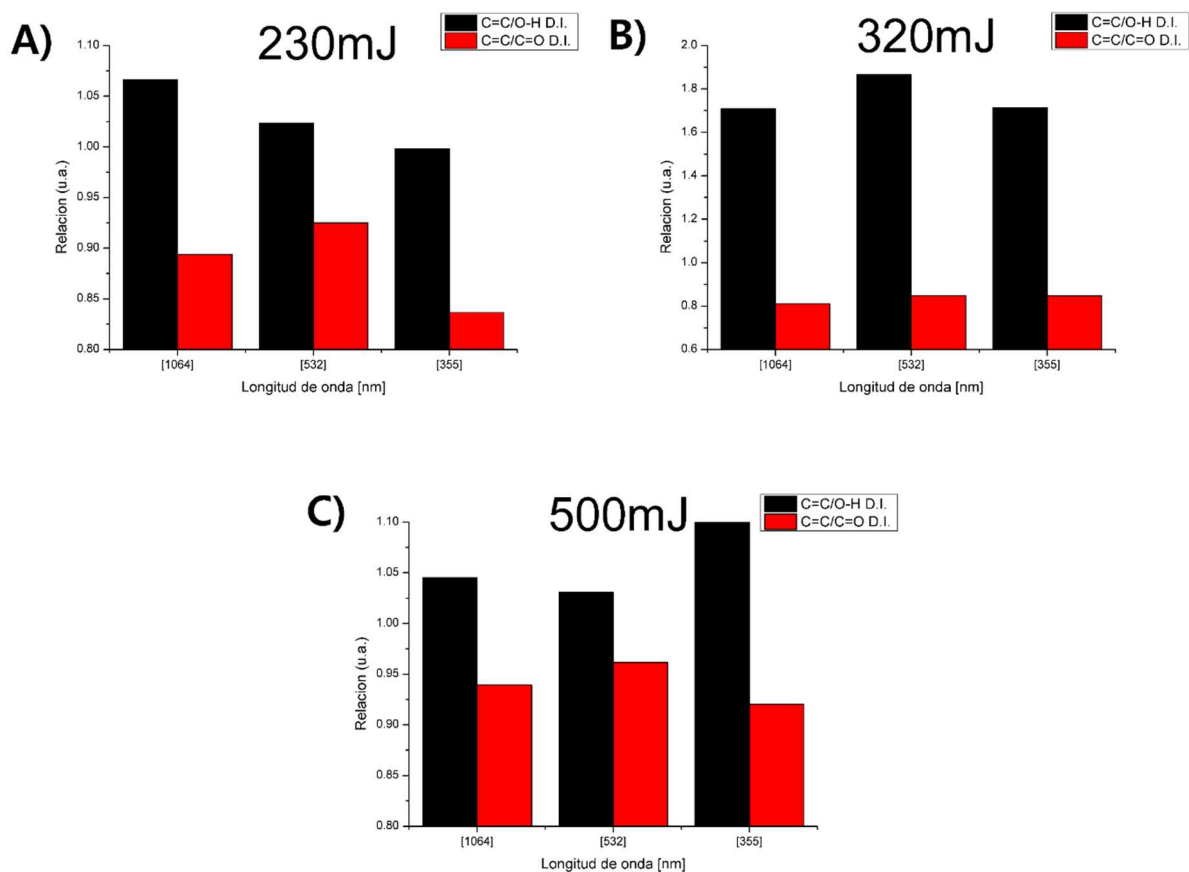 A)
230mJ
C=C/O-H D.I.
C=C/C=O D.I.
1.10
1.05
1.00
0.95
0.90
0.85
0.80
Relacion (u.a.)
[1064]
[532]
[355]
Longitud de onda [nm]
B)
320mJ
C=C/O-H D.I.
C=C/C=O D.I.
2.0
1.8
1.6
1.4
1.2
1.0
0.8
0.6
Relacion (u.a.)
[1064]
[532]
[355]
Longitud de onda [nm]
C)
500mJ
C=C/O-H D.I.
C=C/C=O D.I.
1.10
1.05
1.00
0.95
0.90
0.85
0.80
Relacion (u.a.)
[1064]
[532]
[355]
Longitud de onda [nm]